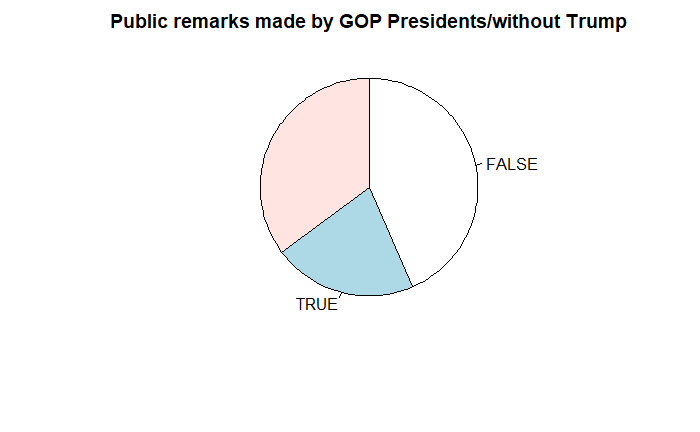 Public remarks made by GOP Presidents/without Trump
FALSE
TRUE